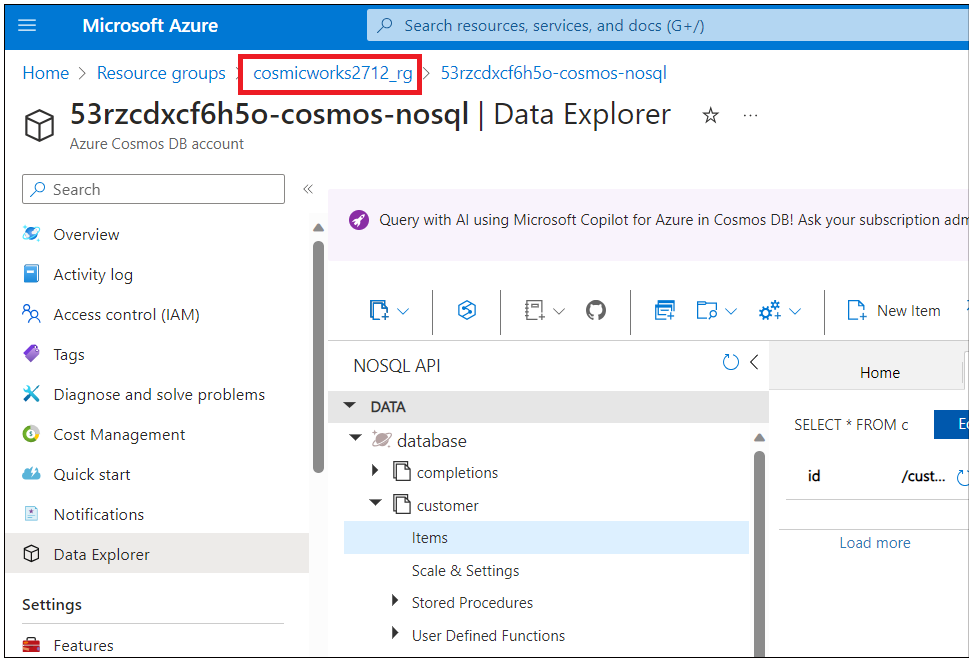 Microsoft Azure
Search resources, services, and docs (G+/)
Home > Resource groups > cosmicworks2712_rg > 53rzcdxcf6h5o-cosmos-nosql
53rzcdxcf6h5o-cosmos-nosql | Data Explorer
Azure Cosmos DB account
Search
Query with AI using Microsoft Copilot for Azure in Cosmos DB! Ask your subscription adm
Overview
Activity log
Access control (IAM)
Tags
Diagnose and solve problems
Cost Management
Quick start
Notifications
Data Explorer
Settings
Features
New Item
NOSQL API
DATA
database
completions
customer
Items
Scale & Settings
Stored Procedures
User Defined Functions
Home
SELECT * FROM c
id /cust...
Load more